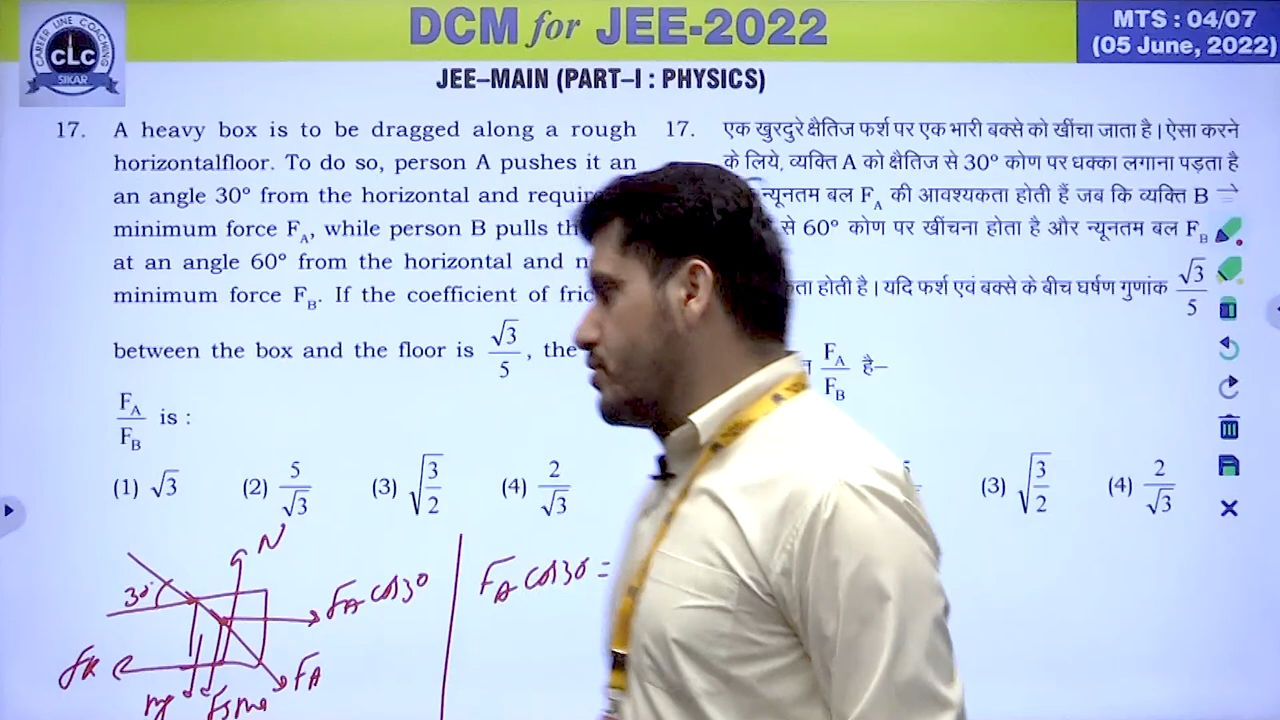 CAREER LINE COACHING
CLC
SIKAR
DCM for JEE-2022
MTS : 04/07
(05 June, 2022)
JEE–MAIN (PART–I : PHYSICS)
17. A heavy box is to be dragged along a rough
horizontalfloor. To do so, person A pushes it an
an angle 30° from the horizontal and
minimum force F_A, while person B pulls
at an angle 60° from the horizontal and
minimum force F_B. If the coefficient of
between the box and the floor is √3/5,
F_A/F_B is :
(1) √3 (2) 5/√3 (3) √(3/2) (4) 2/√3
17. एक खुरदुरे क्षैतिज फर्श पर एक भारी बक्से को खींचा जाता है। ऐसा करने
के लिये, व्यक्ति A को क्षैतिज से 30° कोण पर धक्का लगाना पड़ता है
न्यूनतम बल F_A की आवश्यकता होती हैं जब कि व्यक्ति B
से 60° कोण पर खींचना होता है और न्यूनतम बल F_B
होती है। यदि फर्श एवं बक्से के बीच घर्षण गुणांक √3/5
F_A/F_B है–
(3) √(3/2) (4) 2/√3
N
30°
F_A cos30
fk
F_A
mg
F_A cos30 =